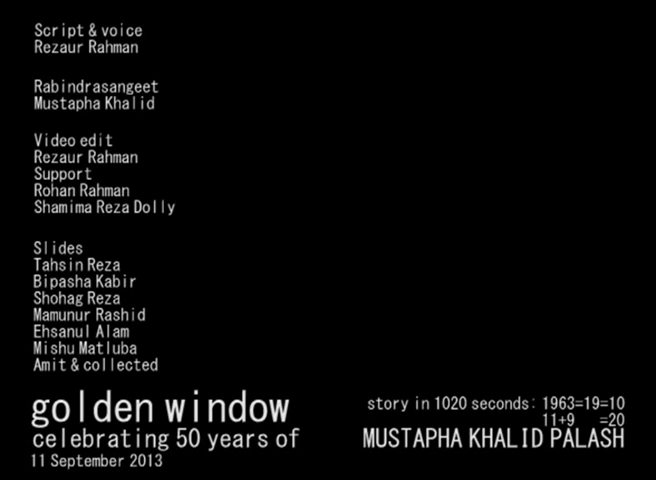 Script & voice
Rezaur Rahman
Rabindrasangeet
Mustapha Khalid
Video edit
Rezaur Rahman
Support
Rohan Rahman
Shamima Reza Dolly
Slides
Tahsin Reza
Bipasha Kabir
Shohag Reza
Mamunur Rashid
Ehsanul Alam
Mishu Matluba
Amit & collected
golden window
celebrating 50 years of
11 September 2013
story in 1020 seconds: 1963=19=10
11+9 =20
MUSTAPHA KHALID PALASH